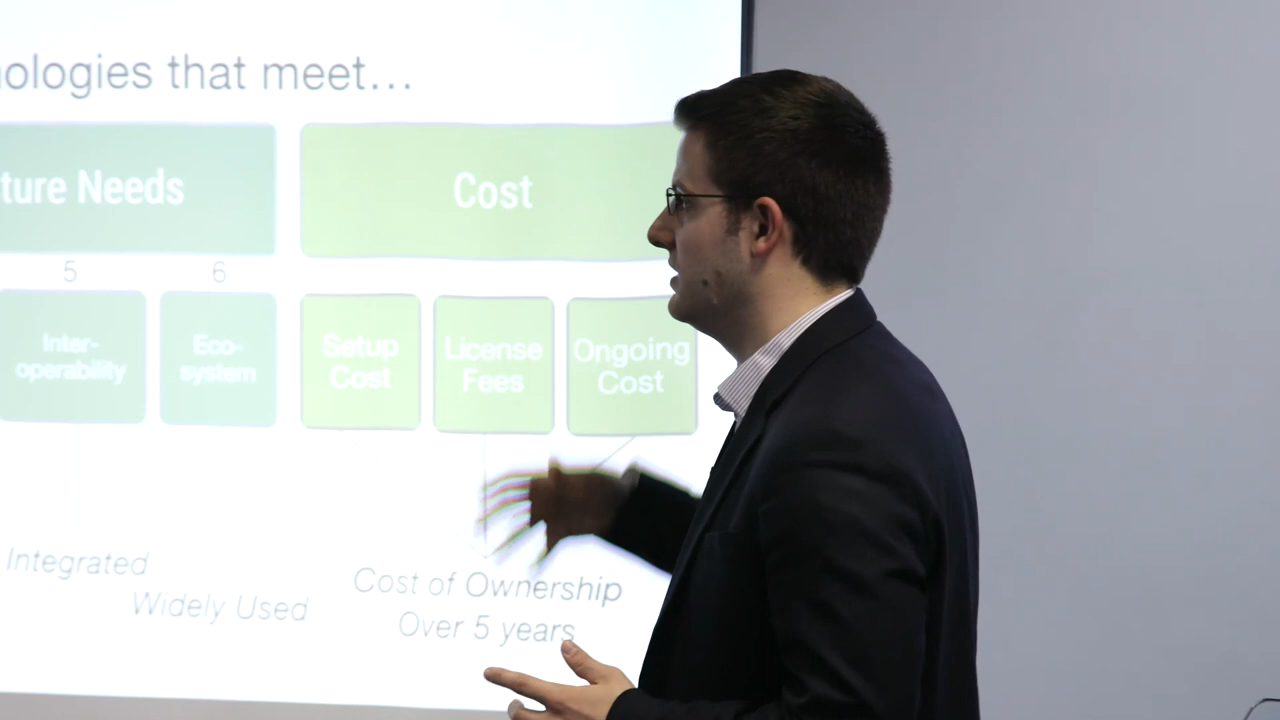 ologies that meet...
ture Needs
Cost
5
6
Inter-
operability
Eco-
system
Setup
Cost
License
Fees
Ongoing
Cost
Integrated
Widely Used
Cost of Ownership
Over 5 years